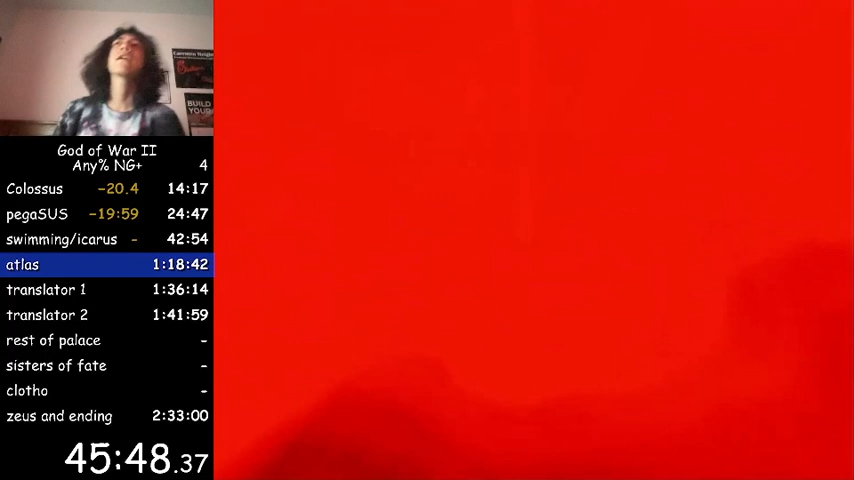 BUILD
YOUR
God of War II
Any% NG+ 4
Colossus -20.4 14:17
pegaSUS -19:59 24:47
swimming/icarus - 42:54
atlas 1:18:42
translator 1 1:36:14
translator 2 1:41:59
rest of palace -
sisters of fate -
clotho -
zeus and ending 2:33:00
45:48.37